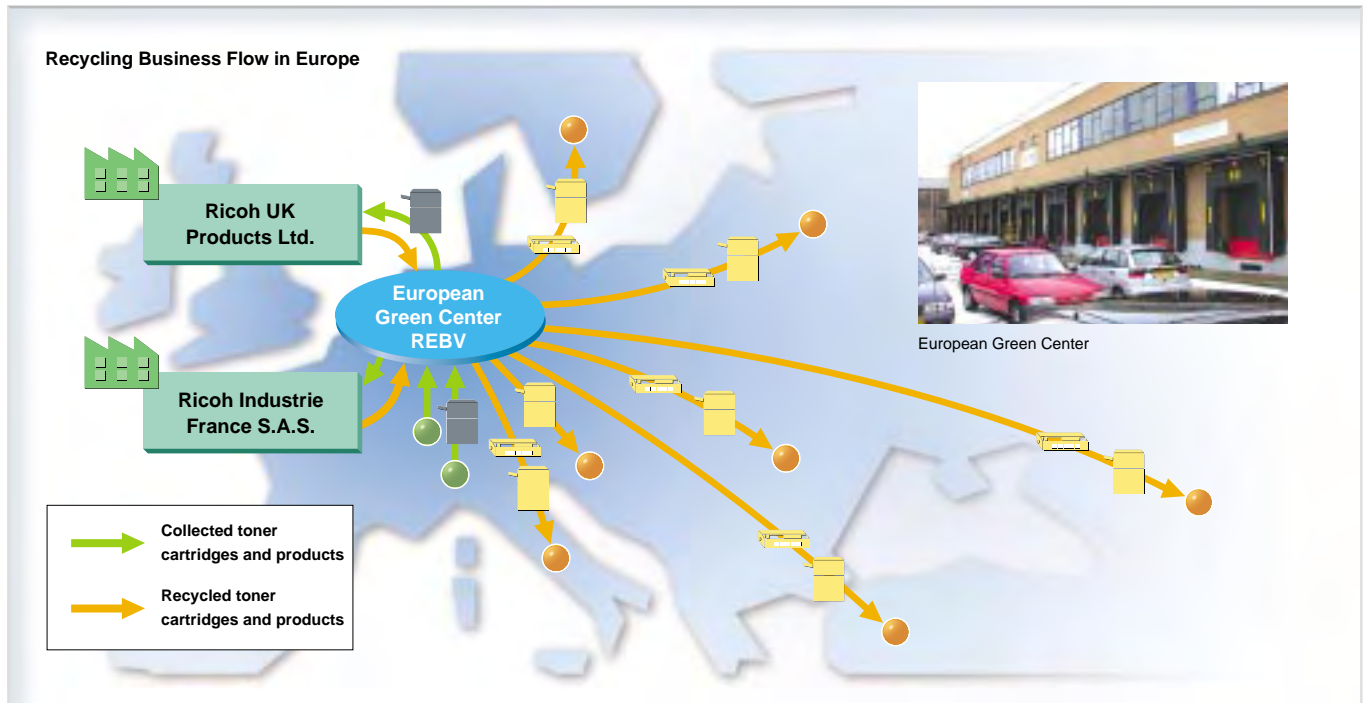 Recycling Business Flow in Europe
Ricoh UK
Products Ltd.
European
Green Center
REBV
European Green Center
Ricoh Industrie
France S.A.S.
Collected toner
cartridges and products
Recycled toner
cartridges and products